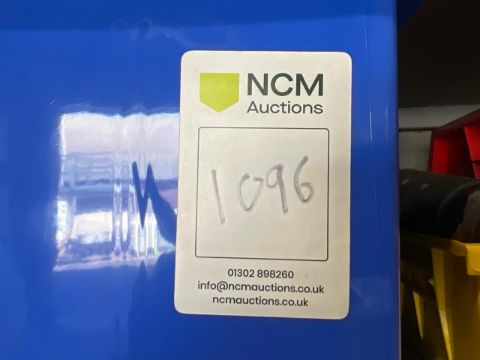 NCM
Auctions
1096
01302 898260
info@ncmauctions.co.uk
ncmauctions.co.uk